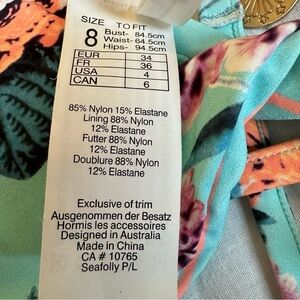 SIZE TO FIT
8 Bust- 84.5cm
Waist- 64.5cm
Hips- 94.5cm
EUR 34
FR 36
USA 4
CAN 6
85% Nylon 15% Elastane
Lining 88% Nylon
12% Elastane
Futter 88% Nylon
12% Elastane
Doublure 88% Nylon
12% Elastane
Exclusive of trim
Ausgenommen der Besatz
Hormis les accessoires
Designed in Australia
Made in China
CA # 10765
Seafolly P/L